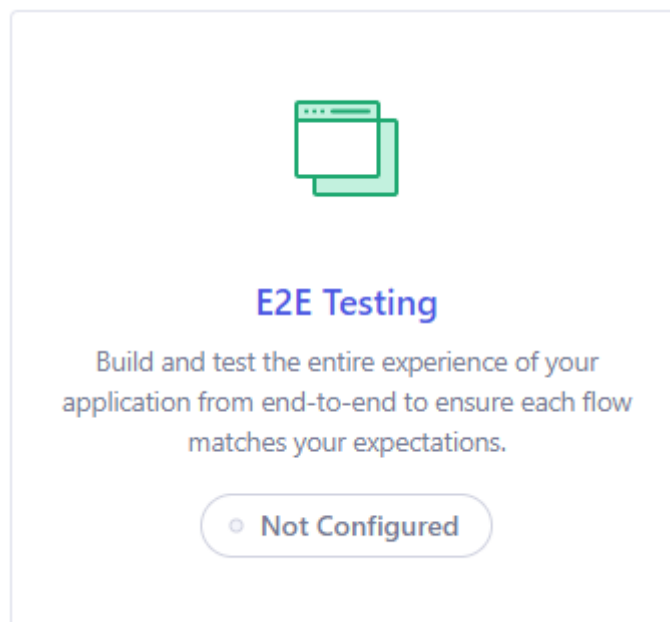 E2E Testing
Build and test the entire experience of your
application from end-to-end to ensure each flow
matches your expectations.
Not Configured